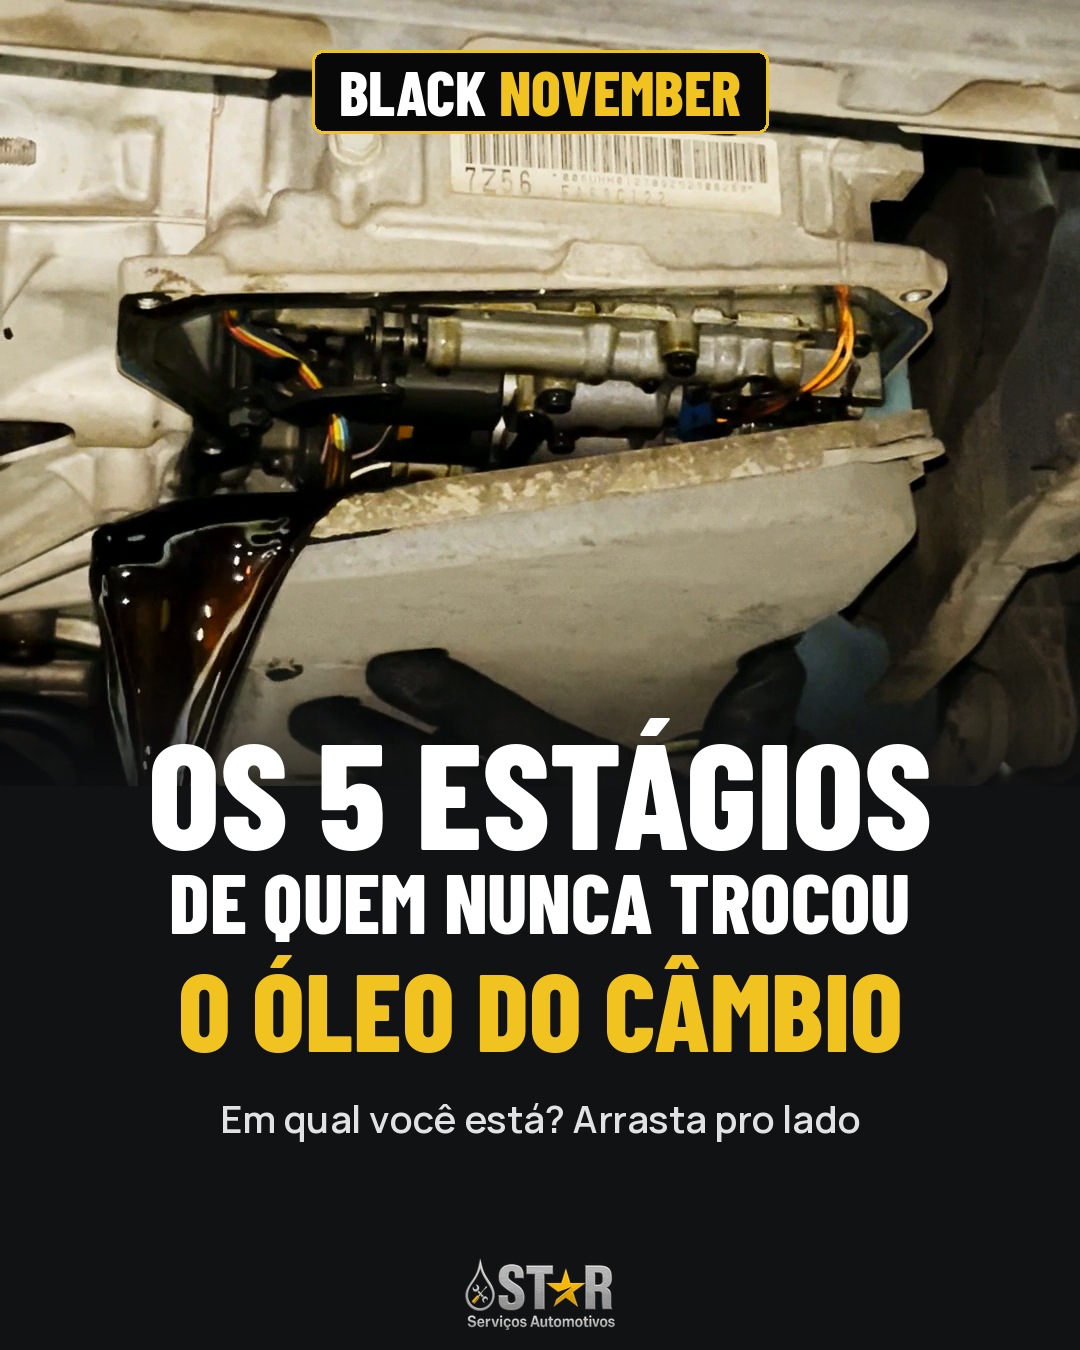 BLACK NOVEMBER
7Z56
OS 5 ESTÁGIOS
DE QUEM NUNCA TROCOU
O ÓLEO DO CÂMBIO
Em qual você está? Arrasta pro lado
STAR
Serviços Automotivos